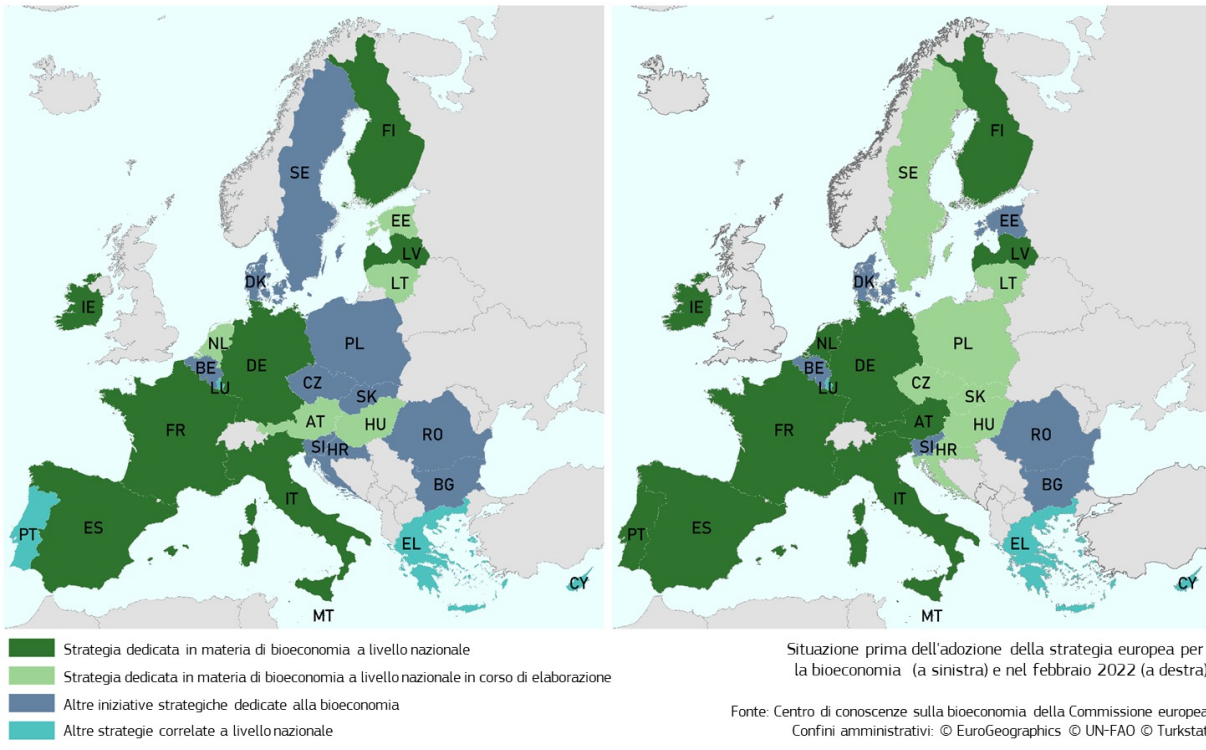 FI
SE
EE
LV
LT
DK
IE
NL
PL
BE
DE
LU
CZ
SK
AT
HU
FR
SI
HR
RO
BG
IT
PT
ES
EL
CY
MT
FI
SE
EE
LV
LT
DK
IE
NL
PL
BE
DE
LU
CZ
SK
AT
HU
FR
SI
HR
RO
BG
IT
PT
ES
EL
CY
MT
Strategia dedicata in materia di bioeconomia a livello nazionale
Strategia dedicata in materia di bioeconomia a livello nazionale in corso di elaborazione
Altre iniziative strategiche dedicate alla bioeconomia
Altre strategie correlate a livello nazionale
Situazione prima dell'adozione della strategia europea per
la bioeconomia (a sinistra) e nel febbraio 2022 (a destra)
Fonte: Centro di conoscenze sulla bioeconomia della Commissione europea
Confini amministrativi: © EuroGeographics © UN-FAO © Turkstat